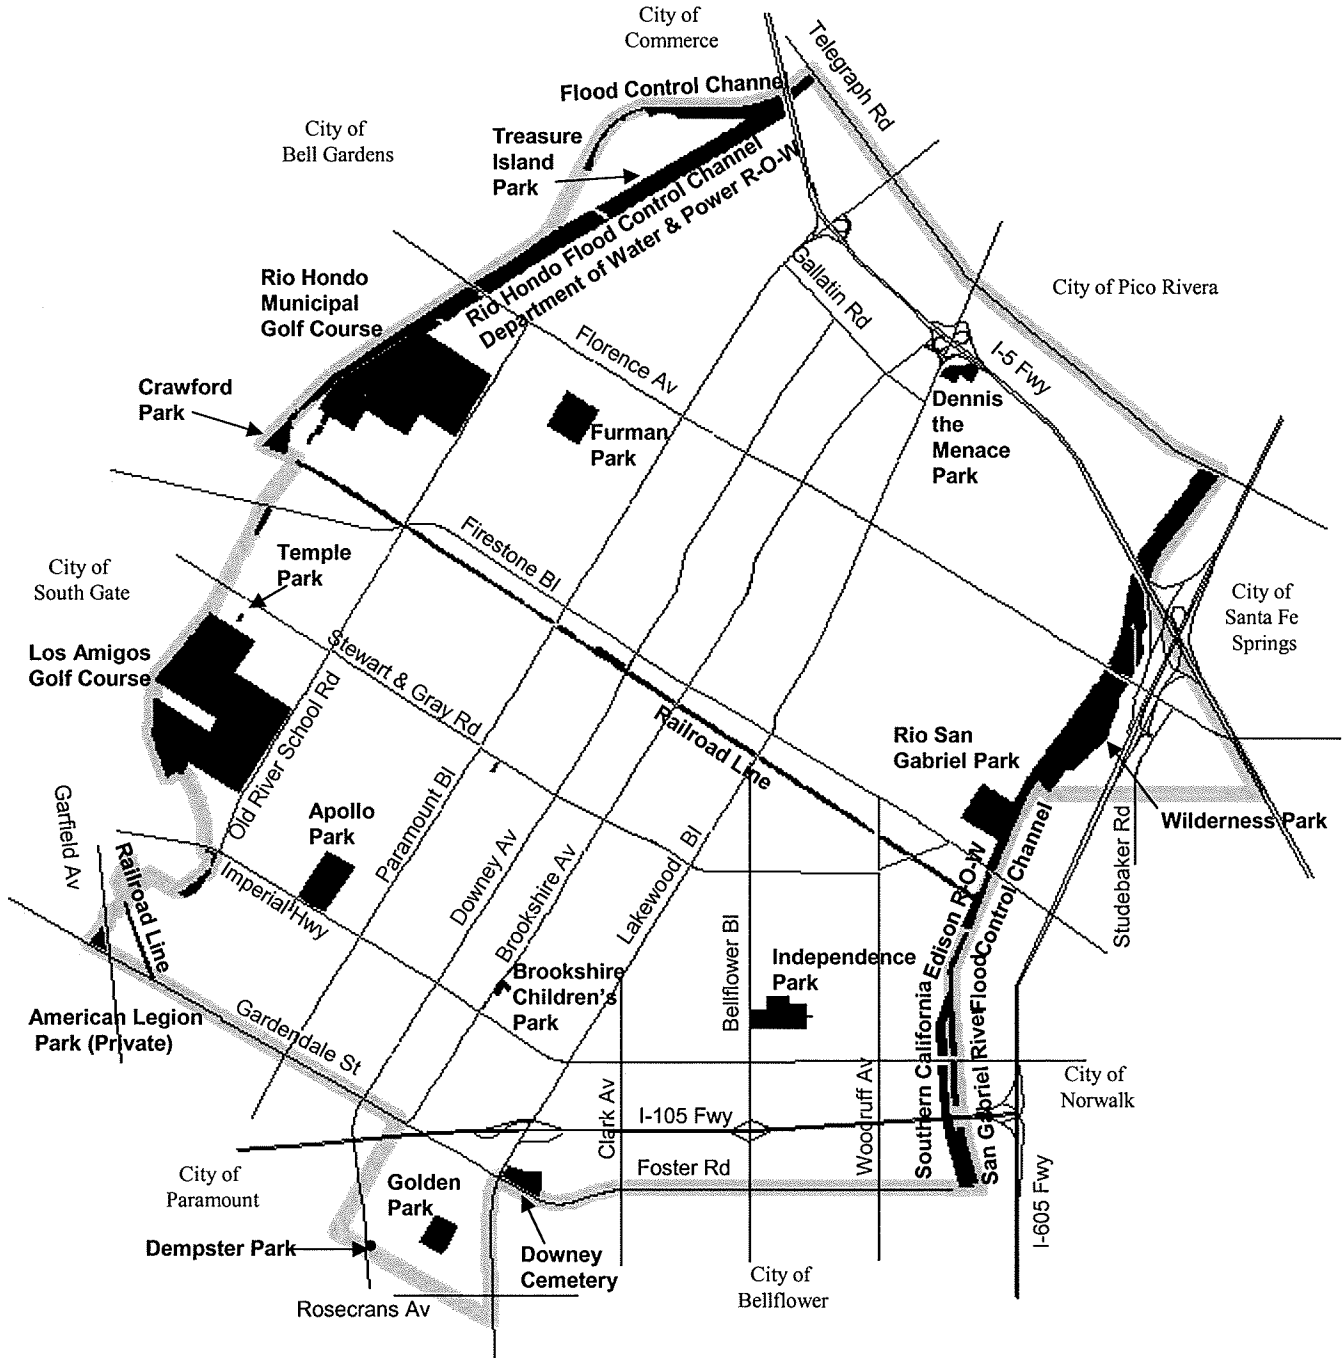 City of
Commerce
Telegraph Rd
Flood Control Channel
City of
Bell Gardens
Treasure
Island
Park
Rio Hondo Flood Control Channel
Department of Water & Power R-O-W
Gallatin Rd
City of Pico Rivera
Rio Hondo
Municipal
Golf Course
Florence Av
I-5 Fwy
Crawford
Park
Dennis
the
Menace
Park
Furman
Park
Firestone Bl
Temple
Park
City of
South Gate
City of
Santa Fe
Springs
Los Amigos
Golf Course
Stewart & Gray Rd
Old River School Rd
Railroad Line
Rio San
Gabriel Park
Paramount Bl
Garfield Av
Apollo
Park
Wilderness Park
Studebaker Rd
Railroad Line
Imperial Hwy
Downey Av
Brookshire Av
Lakewood Bl
Bellflower Bl
Independence
Park
Southern California Edison R-O-W
San Gabriel River Flood Control Channel
Brookshire
Children's
Park
American Legion
Park (Private)
Gardendale St
City of
Norwalk
Clark Av
I-105 Fwy
Woodruff Av
Foster Rd
City of
Paramount
Golden
Park
I-605 Fwy
Dempster Park
Downey
Cemetery
City of
Bellflower
Rosecrans Av